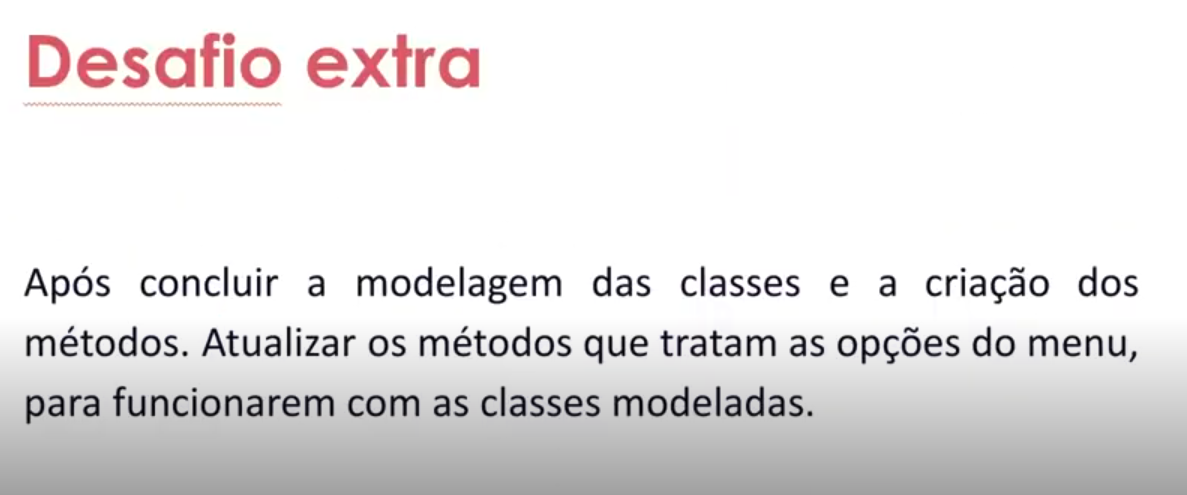 Desafio extra
Após concluir a modelagem das classes e a criação dos
métodos. Atualizar os métodos que tratam as opções do menu,
para funcionarem com as classes modeladas.